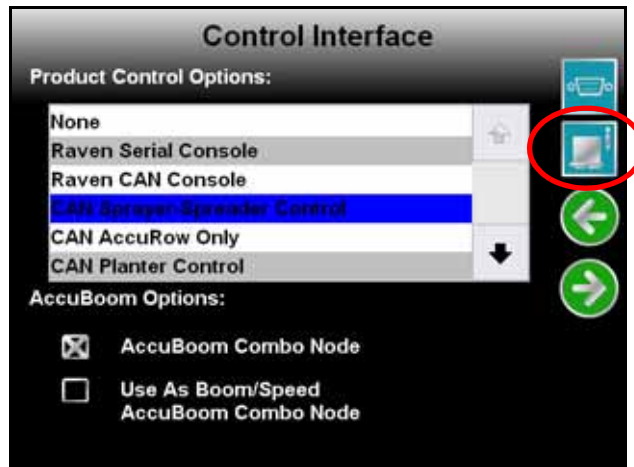 Control Interface
Product Control Options:
None
Raven Serial Console
Raven CAN Console
CAN Sprayer-Spreader Control
CAN AccuRow Only
CAN Planter Control
AccuBoom Options:
AccuBoom Combo Node
Use As Boom/Speed
AccuBoom Combo Node